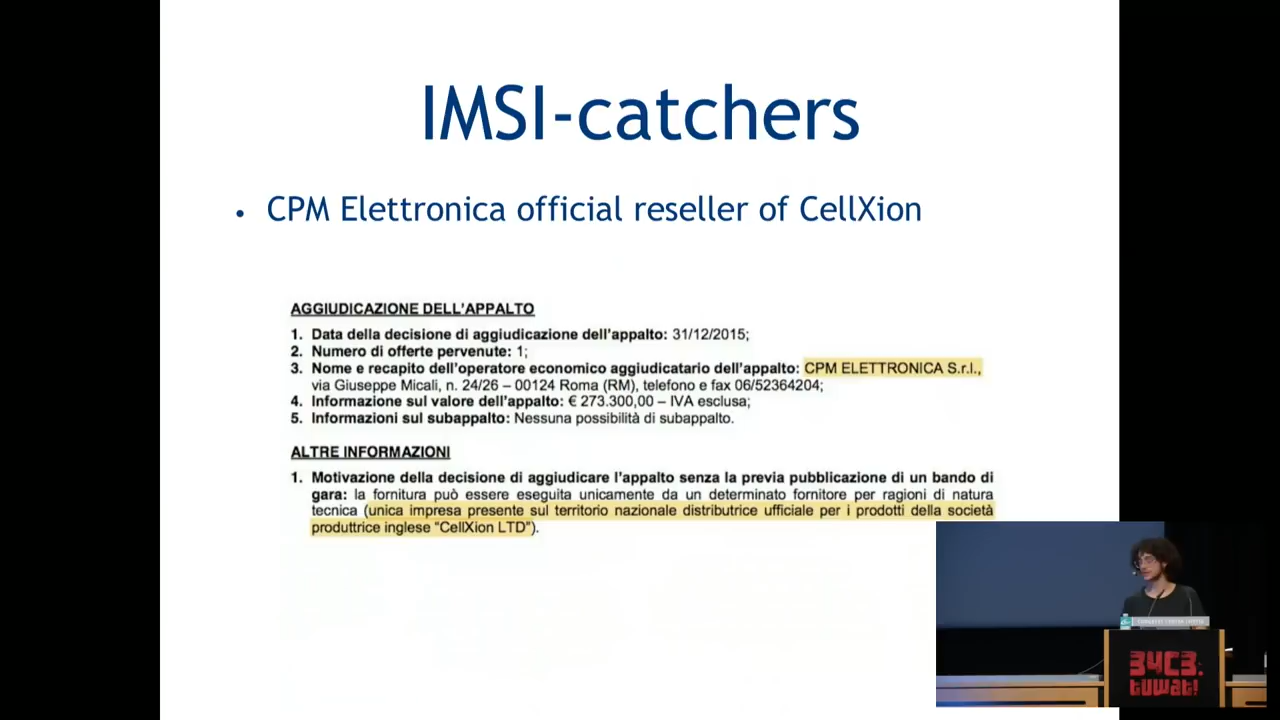 IMSI-catchers
• CPM Elettronica official reseller of CellXion
AGGIUDICAZIONE DELL'APPALTO
1. Data della decisione di aggiudicazione dell'appalto: 31/12/2015;
2. Numero di offerte pervenute: 1;
3. Nome e recapito dell'operatore economico aggiudicatario dell'appalto: CPM ELETTRONICA S.r.l.,
via Giuseppe Micali, n. 24/26 – 00124 Roma (RM), telefono e fax 06/52364204;
4. Informazione sul valore dell'appalto: € 273.300,00 – IVA esclusa;
5. Informazioni sul subappalto: Nessuna possibilità di subappalto.
ALTRE INFORMAZIONI
1. Motivazione della decisione di aggiudicare l'appalto senza la previa pubblicazione di un bando di
gara: la fornitura può essere eseguita unicamente da un determinato fornitore per ragioni di natura
tecnica (unica impresa presente sul territorio nazionale distributrice ufficiale per i prodotti della società
produttrice inglese "CellXion LTD").
34C3.
tuwat!